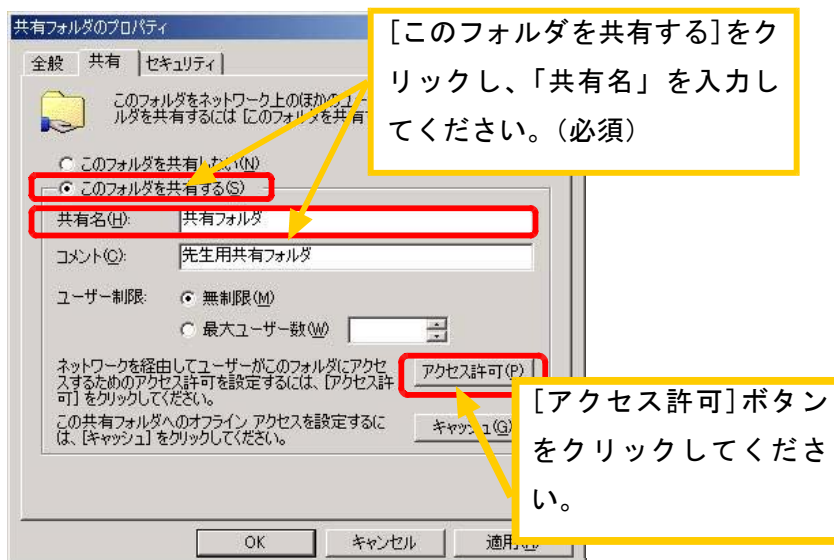 共有フォルダのプロパティ
[このフォルダを共有する]をク
リックし、「共有名」を入力し
てください。(必須)
全般 共有 セキュリティ
このフォルダをネットワーク上のほかの
ルダを共有するには [このフォルダを共有
このフォルダを共有しない(N)
このフォルダを共有する(S)
共有名(H): 共有フォルダ
コメント(C): 先生用共有フォルダ
ユーザー制限: 無制限(M)
最大ユーザー数(W)
ネットワークを経由してユーザーがこのフォルダにアクセ
スするためのアクセス許可を設定するには、[アクセス許
可] をクリックしてください。
アクセス許可(P)
この共有フォルダへのオフライン アクセスを設定するに
は、[キャッシュ] をクリックしてください。
キャッシュ(G)
[アクセス許可]ボタン
をクリックしてくださ
い。
OK キャンセル 適用